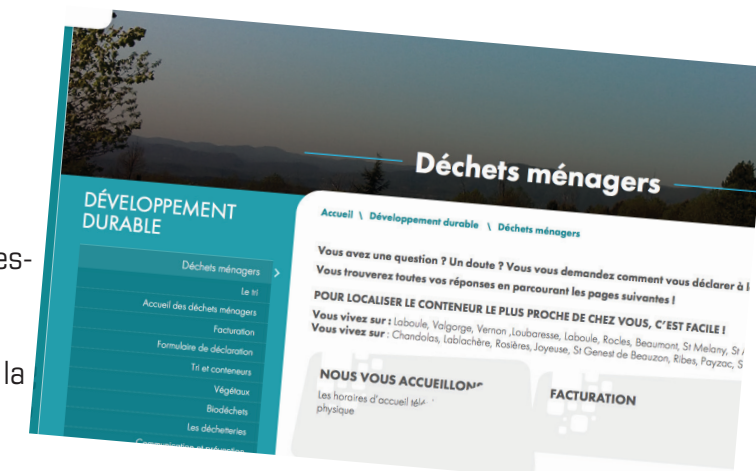 es-
la
Déchets ménagers
DÉVELOPPEMENT
DURABLE
Déchets ménagers
Le tri
Accueil des déchets ménagers
Facturation
Formulaire de déclaration
Tri et conteneurs
Végétaux
Biodéchets
Les déchetteries
Communication et prévention
Accueil \ Développement durable \ Déchets ménagers
Vous avez une question ? Un doute ? Vous vous demandez comment vous déclarer à l
Vous trouverez toutes vos réponses en parcourant les pages suivantes !
POUR LOCALISER LE CONTENEUR LE PLUS PROCHE DE CHEZ VOUS, C'EST FACILE !
Vous vivez sur : Laboule, Valgorge, Vernon ,Loubaresse, Laboule, Rocles, Beaumont, St Melany, St
Vous vivez sur : Chandolas, Lablachère, Rosières, Joyeuse, St Genest de Beauzon, Ribes, Payzac, S
NOUS VOUS ACCUEILLON
Les horaires d'accueil
physique
FACTURATION